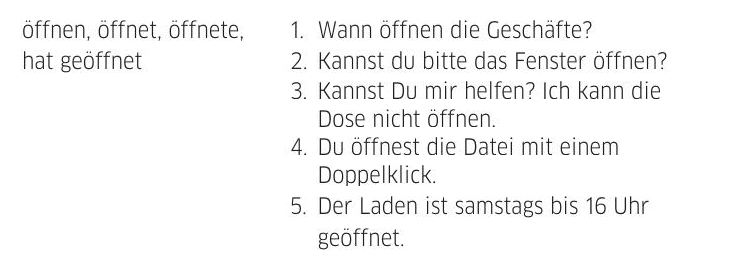 öffnen, öffnet, öffnete,
hat geöffnet
1. Wann öffnen die Geschäfte?
2. Kannst du bitte das Fenster öffnen?
3. Kannst Du mir helfen? Ich kann die
Dose nicht öffnen.
4. Du öffnest die Datei mit einem
Doppelklick.
5. Der Laden ist samstags bis 16 Uhr
geöffnet.